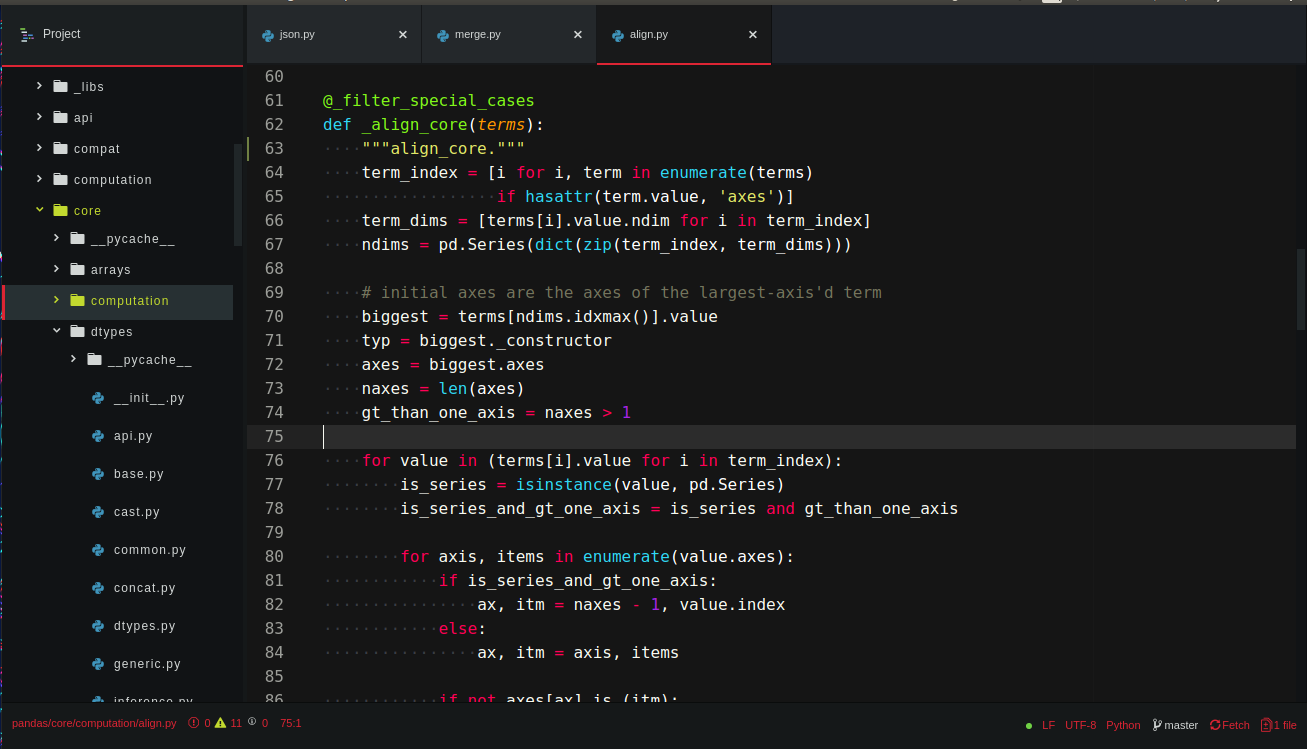 Project
json.py
merge.py
align.py
_libs
api
compat
computation
core
__pycache__
arrays
computation
dtypes
__pycache__
__init__.py
api.py
base.py
cast.py
common.py
concat.py
dtypes.py
generic.py
inference.py
60
61 @_filter_special_cases
62 def _align_core(terms):
63 """align_core."""
64 term_index = [i for i, term in enumerate(terms)
65 if hasattr(term.value, 'axes')]
66 term_dims = [terms[i].value.ndim for i in term_index]
67 ndims = pd.Series(dict(zip(term_index, term_dims)))
68
69 # initial axes are the axes of the largest-axis'd term
70 biggest = terms[ndims.idxmax()].value
71 typ = biggest._constructor
72 axes = biggest.axes
73 naxes = len(axes)
74 gt_than_one_axis = naxes > 1
75
76 for value in (terms[i].value for i in term_index):
77 is_series = isinstance(value, pd.Series)
78 is_series_and_gt_one_axis = is_series and gt_than_one_axis
79
80 for axis, items in enumerate(value.axes):
81 if is_series_and_gt_one_axis:
82 ax, itm = naxes - 1, value.index
83 else:
84 ax, itm = axis, items
85
86 if not axes[ax].is_(itm):
pandas/core/computation/align.py 0 11 0 75:1
LF UTF-8 Python master Fetch 1 file